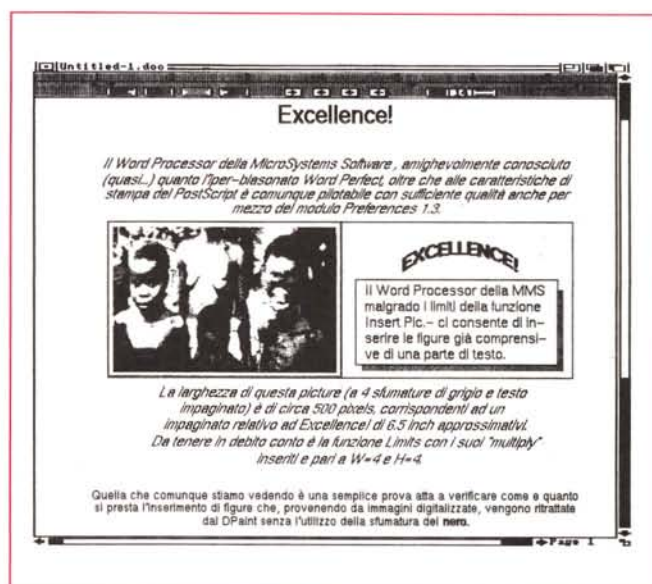 Untitled-1.doc
Excellence!
Il Word Processor della MicroSystems Software, amighevolmente conosciuto
(quasi...) quanto l'iper-blasonato Word Perfect, oltre che alle caratteristiche di
stampa del PostScript è comunque pilotabile con sufficiente qualità anche per
mezzo del modulo Preferences 1.3.
EXCELLENCE!
Il Word Processor della MMS
malgrado i limiti della funzione
Insert Pic.- ci consente di in-
serire le figure già comprensi-
ve di una parte di testo.
La larghezza di questa picture (a 4 sfumature di grigio e testo
impaginato) è di circa 500 pixels, corrispondenti ad un
impaginato relativo ad Excellence! di 6.5 inch approssimativi.
Da tenere in debito conto è la funzione Limits con i suoi "multiply"
inseriti e pari a W=4 e H=4.
Quella che comunque stiamo vedendo è una semplice prova atta a verificare come e quanto
si presta l'inserimento di figure che, provenendo da immagini digitalizzate, vengono ritrattate
dal DPaint senza l'utilizzo della sfumatura del nero.
Page 1